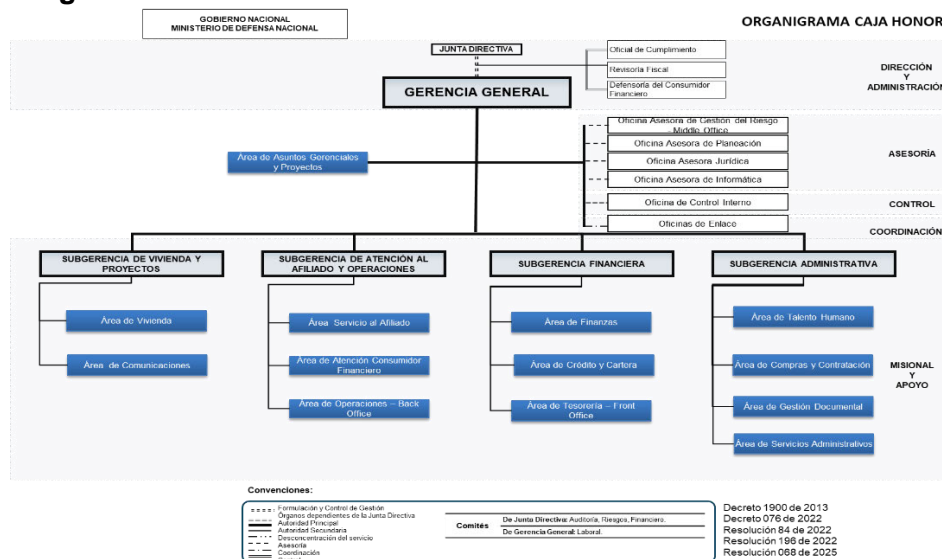 GOBIERNO NACIONAL
MINISTERIO DE DEFENSA NACIONAL
ORGANIGRAMA CAJA HONOR
JUNTA DIRECTIVA
Oficial de Cumplimiento
Revisoría Fiscal
Defensoría del Consumidor
Financiero
DIRECCIÓN
Y
ADMINISTRACIÓN
GERENCIA GENERAL
Oficina Asesora de Gestión del Riesgo
- Middle Office
Oficina Asesora de Planeación
Oficina Asesora Jurídica
Oficina Asesora de Informática
ASESORÍA
Área de Asuntos Gerenciales
y Proyectos
Oficina de Control Interno
CONTROL
Oficinas de Enlace
COORDINACIÓN
SUBGERENCIA DE VIVIENDA Y
PROYECTOS
SUBGERENCIA DE ATENCIÓN AL
AFILIADO Y OPERACIONES
SUBGERENCIA FINANCIERA
SUBGERENCIA ADMINISTRATIVA
Área de Vivienda
Área de Comunicaciones
Área Servicio al Afiliado
Área de Atención Consumidor
Financiero
Área de Operaciones – Back
Office
Área de Finanzas
Área de Crédito y Cartera
Área de Tesorería – Front
Office
Área de Talento Humano
Área de Compras y Contratación
Área de Gestión Documental
Área de Servicios Administrativos
MISIONAL
Y
APOYO
Convenciones:
Formulación y Control de Gestión
Órganos dependientes de la Junta Directiva
Autoridad Principal
Autoridad Secundaria
Desconcentración del servicio
Asesoría
Coordinación
Comités
De Junta Directiva: Auditoría, Riesgos, Financiero.
De Gerencia General: Laboral.
Decreto 1900 de 2013
Decreto 076 de 2022
Resolución 84 de 2022
Resolución 196 de 2022
Resolución 068 de 2025